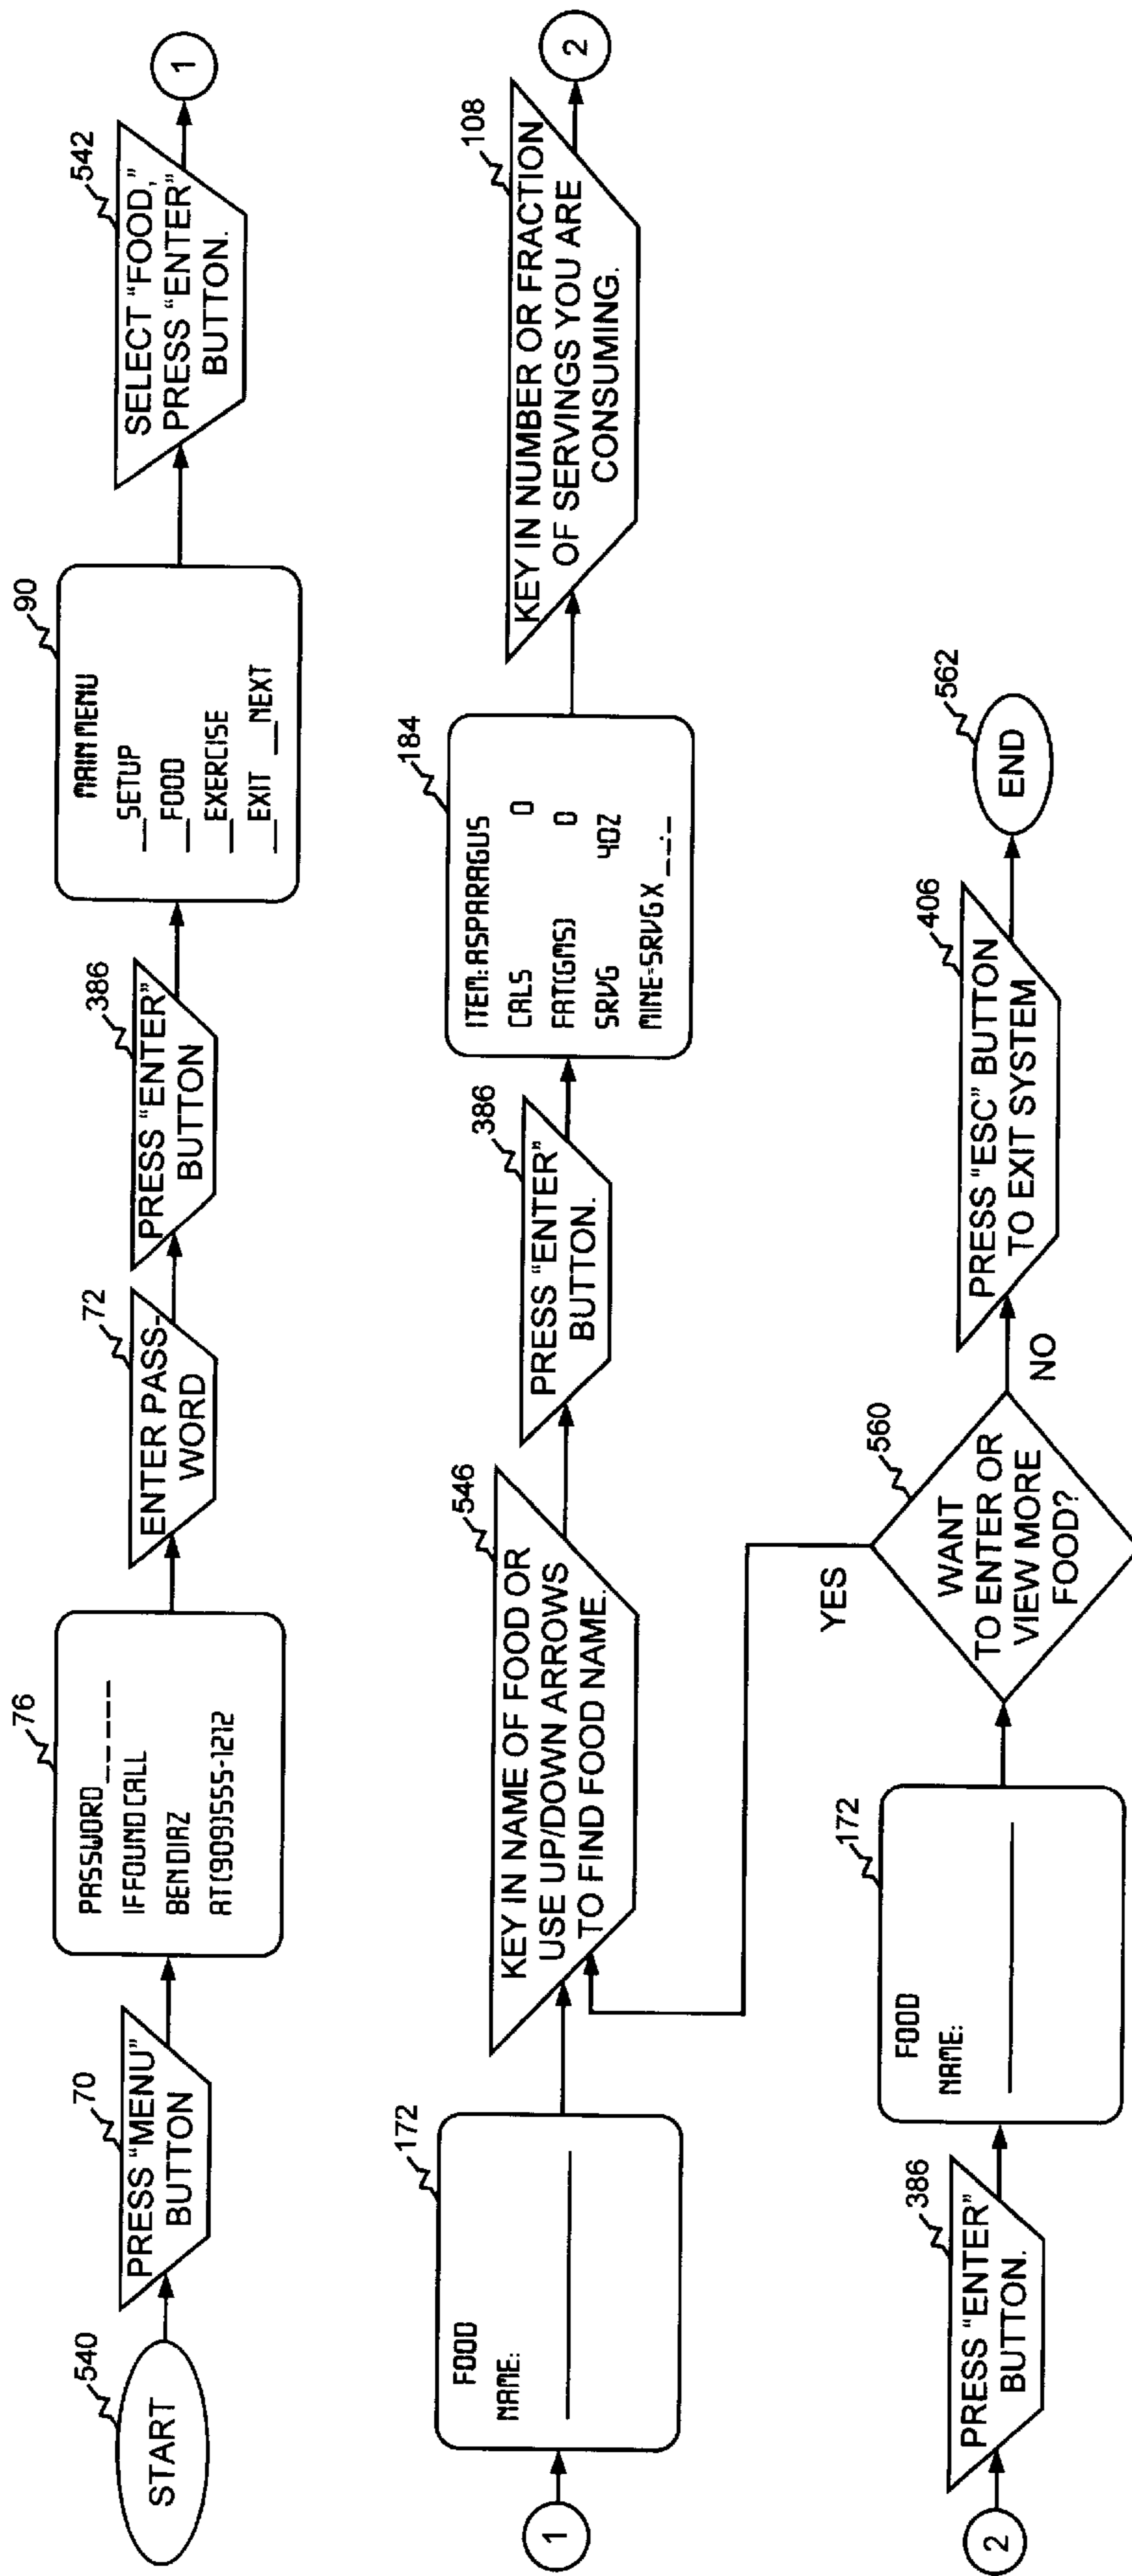 540
START
70
PRESS "MENU"
BUTTON
76
PASSWORD _ _ _ _ _
IF FOUND CALL
BEN DIAZ
AT(909)555-1212
72
ENTER PASS-
WORD
386
PRESS "ENTER"
BUTTON
90
MAIN MENU
__SETUP
__FOOD
__EXERCISE
__EXIT __NEXT
542
SELECT "FOOD,"
PRESS "ENTER"
BUTTON.
1
1
172
FOOD
NAME:
546
KEY IN NAME OF FOOD OR
USE UP/DOWN ARROWS
TO FIND FOOD NAME.
386
PRESS "ENTER"
BUTTON.
184
ITEM:ASPARAGUS
CALS 0
FAT(GMS) 0
SRVG 4OZ
MINE=SRVG X _ _._
108
KEY IN NUMBER OR FRACTION
OF SERVINGS YOU ARE
CONSUMING.
2
2
386
PRESS "ENTER"
BUTTON.
172
FOOD
NAME:
560
WANT
TO ENTER OR
VIEW MORE
FOOD?
YES
NO
406
PRESS "ESC" BUTTON
TO EXIT SYSTEM
562
END